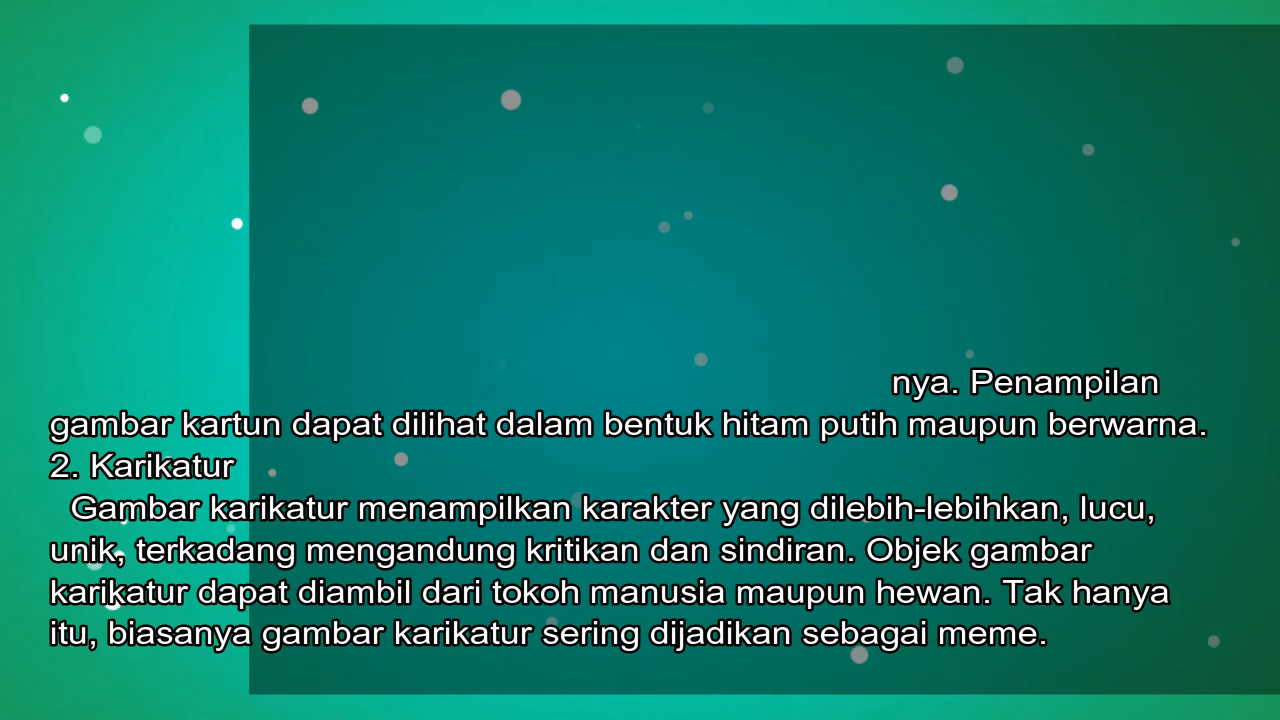 nya. Penampilan
gambar kartun dapat dilihat dalam bentuk hitam putih maupun berwarna.
2. Karikatur
Gambar karikatur menampilkan karakter yang dilebih-lebihkan, lucu,
unik, terkadang mengandung kritikan dan sindiran. Objek gambar
karikatur dapat diambil dari tokoh manusia maupun hewan. Tak hanya
itu, biasanya gambar karikatur sering dijadikan sebagai meme.